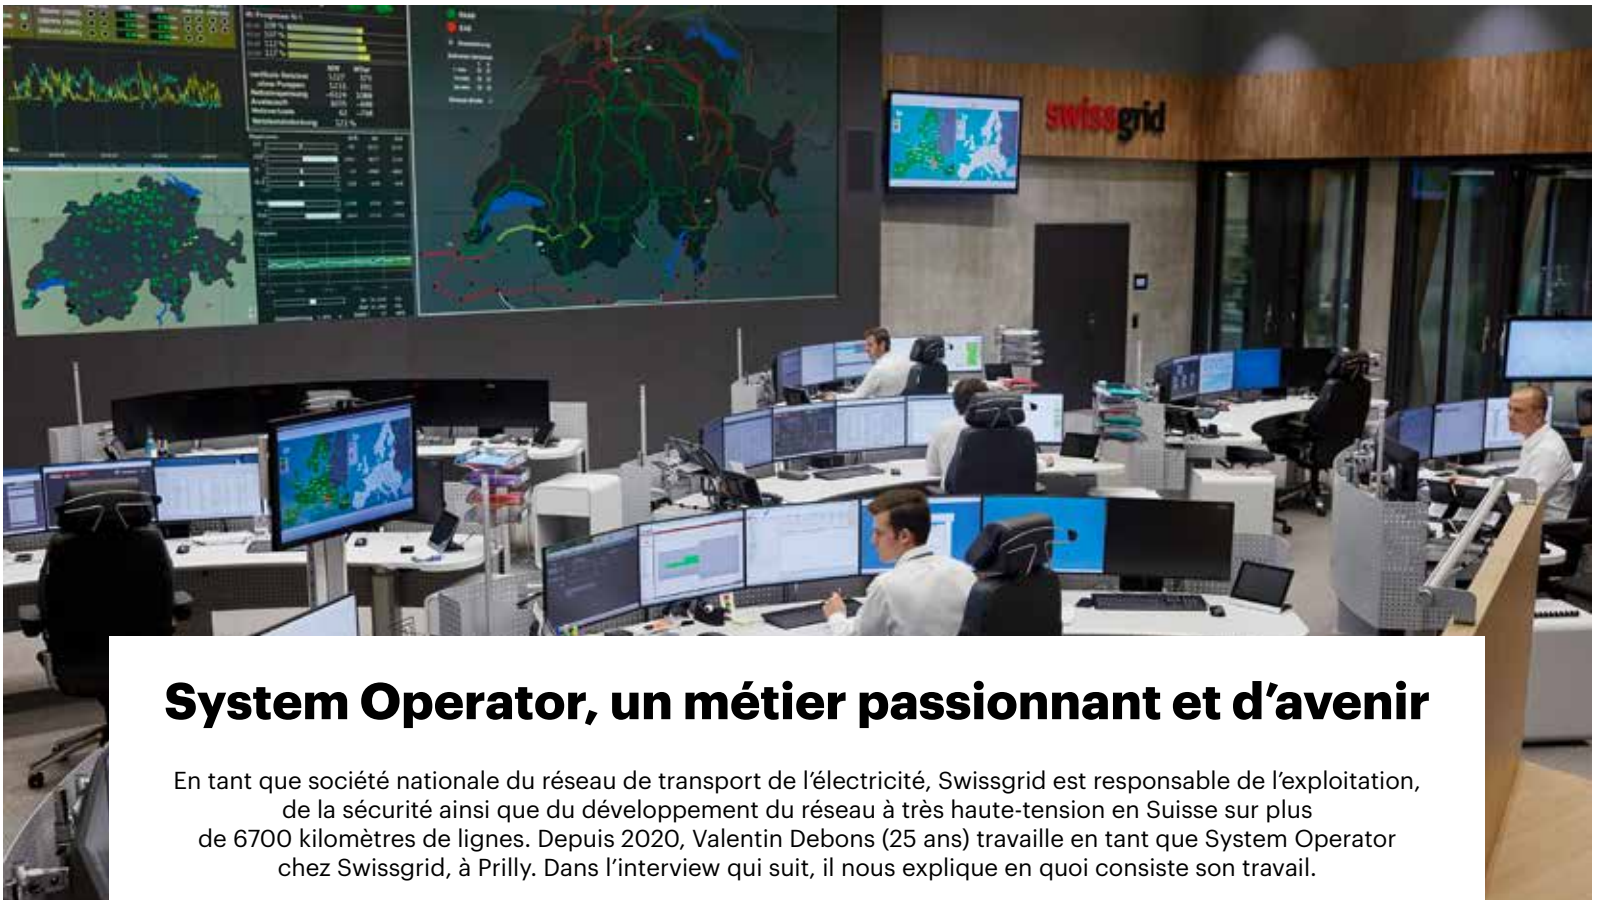 swissgrid
System Operator, un métier passionnant et d’avenir
En tant que société nationale du réseau de transport de l’électricité, Swissgrid est responsable de l’exploitation,
de la sécurité ainsi que du développement du réseau à très haute-tension en Suisse sur plus
de 6700 kilomètres de lignes. Depuis 2020, Valentin Debons (25 ans) travaille en tant que System Operator
chez Swissgrid, à Prilly. Dans l’interview qui suit, il nous explique en quoi consiste son travail.